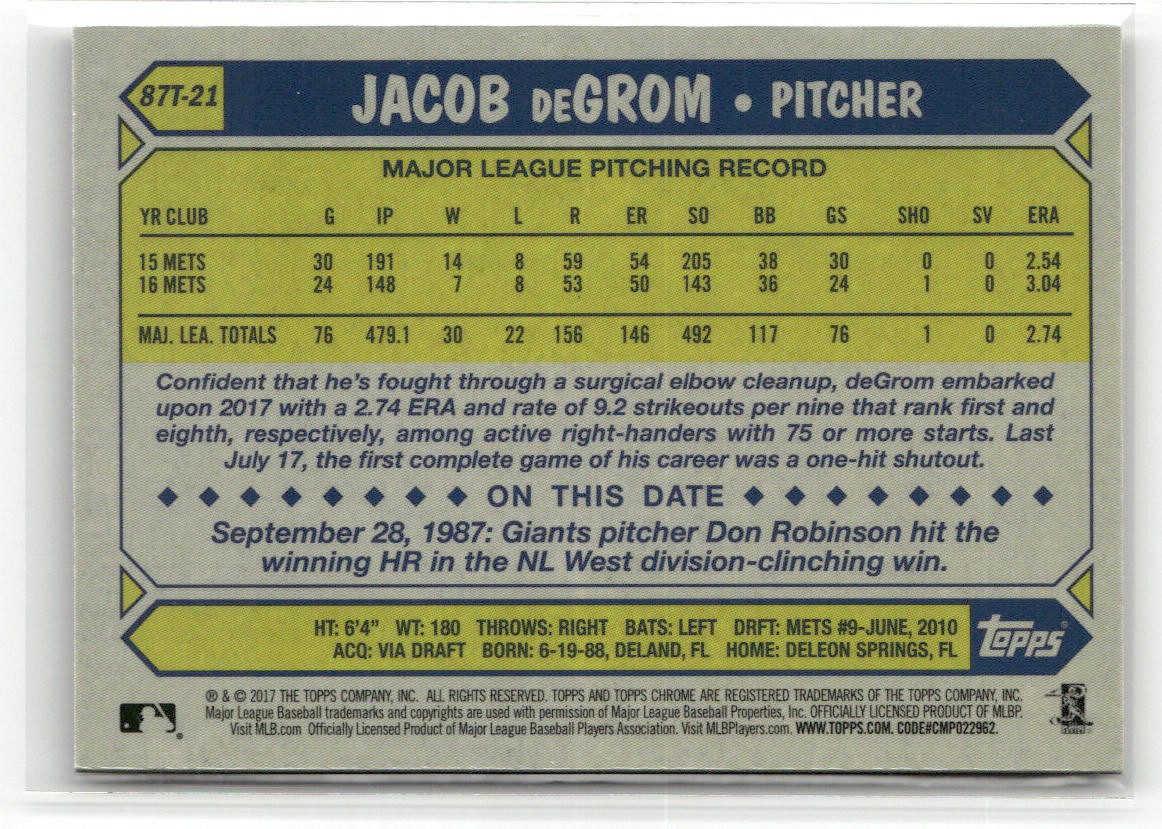 87T-21
JACOB DEGROM • PITCHER
MAJOR LEAGUE PITCHING RECORD
YR CLUB G IP W L R ER SO BB GS SHO SV ERA
15 METS 30 191 14 8 59 54 205 38 30 0 0 2.54
16 METS 24 148 7 8 53 50 143 36 24 1 0 3.04
MAJ. LEA. TOTALS 76 479.1 30 22 156 146 492 117 76 1 0 2.74
Confident that he's fought through a surgical elbow cleanup, deGrom embarked
upon 2017 with a 2.74 ERA and rate of 9.2 strikeouts per nine that rank first and
eighth, respectively, among active right-handers with 75 or more starts. Last
July 17, the first complete game of his career was a one-hit shutout.
ON THIS DATE
September 28, 1987: Giants pitcher Don Robinson hit the
winning HR in the NL West division-clinching win.
HT: 6'4" WT: 180 THROWS: RIGHT BATS: LEFT DRFT: METS #9-JUNE, 2010
ACQ: VIA DRAFT BORN: 6-19-88, DELAND, FL HOME: DELEON SPRINGS, FL
topps®
® & © 2017 THE TOPPS COMPANY, INC. ALL RIGHTS RESERVED. TOPPS AND TOPPS CHROME ARE REGISTERED TRADEMARKS OF THE TOPPS COMPANY, INC.
Major League Baseball trademarks and copyrights are used with permission of Major League Baseball Properties, Inc. OFFICIALLY LICENSED PRODUCT OF MLBP.
Visit MLB.com Officially Licensed Product of Major League Baseball Players Association. Visit MLBPlayers.com. WWW.TOPPS.COM. CODE#CMP022962.